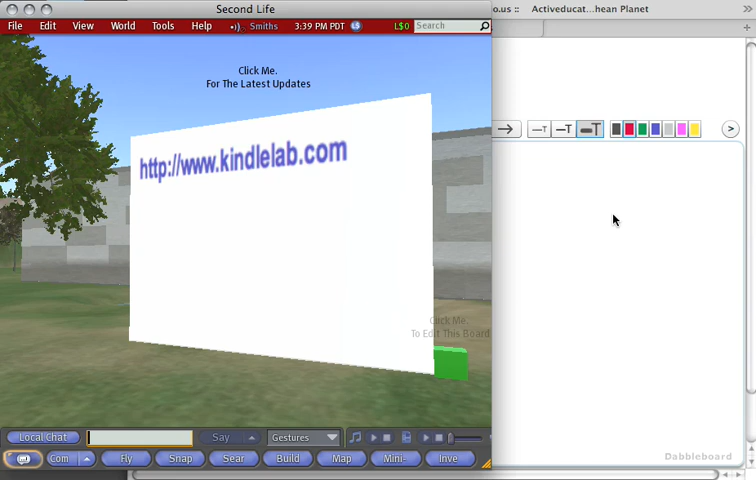 Second Life
o.us :: Activeducat...hean Planet »
File Edit View World Tools Help Smiths 3:39 PM PDT L$0 Search
Click Me.
For The Latest Updates
T T T >
http://www.kindlelab.com
Click Me.
To Edit This Board
Local Chat Say Gestures
Com Fly Snap Sear Build Map Mini- Inve
Dabbleboard